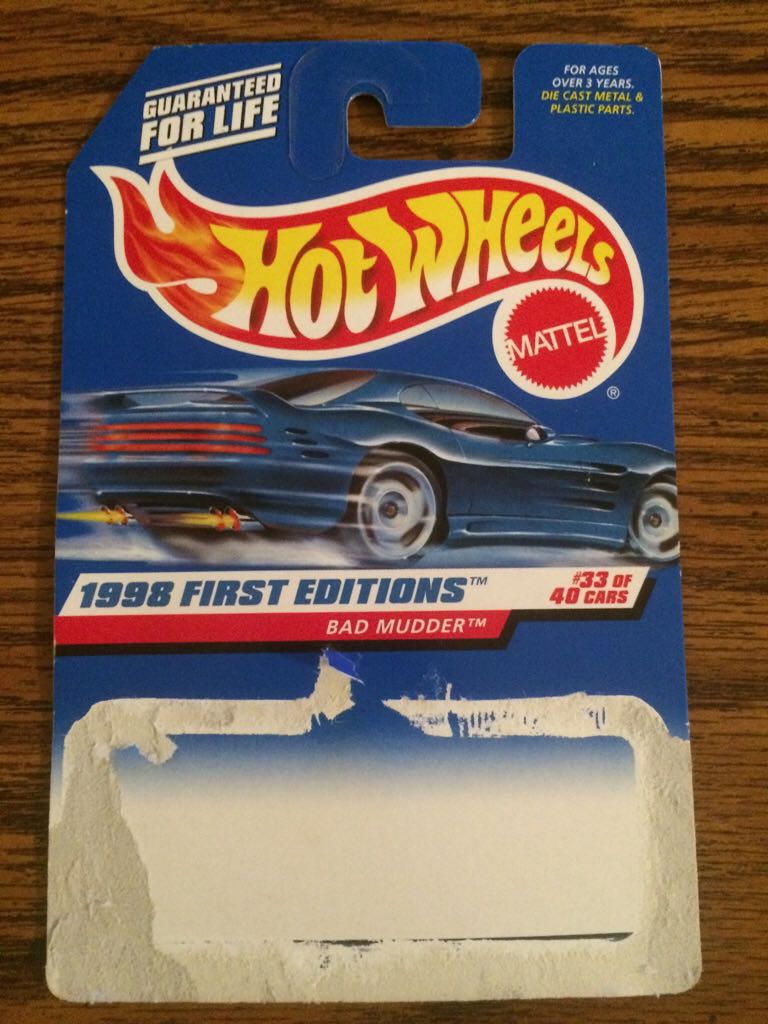 GUARANTEED
FOR LIFE
FOR AGES
OVER 3 YEARS.
DIE CAST METAL &
PLASTIC PARTS.
HOT WHEELS
MATTEL
®
1998 FIRST EDITIONS™
#33 OF
40 CARS
BAD MUDDER™